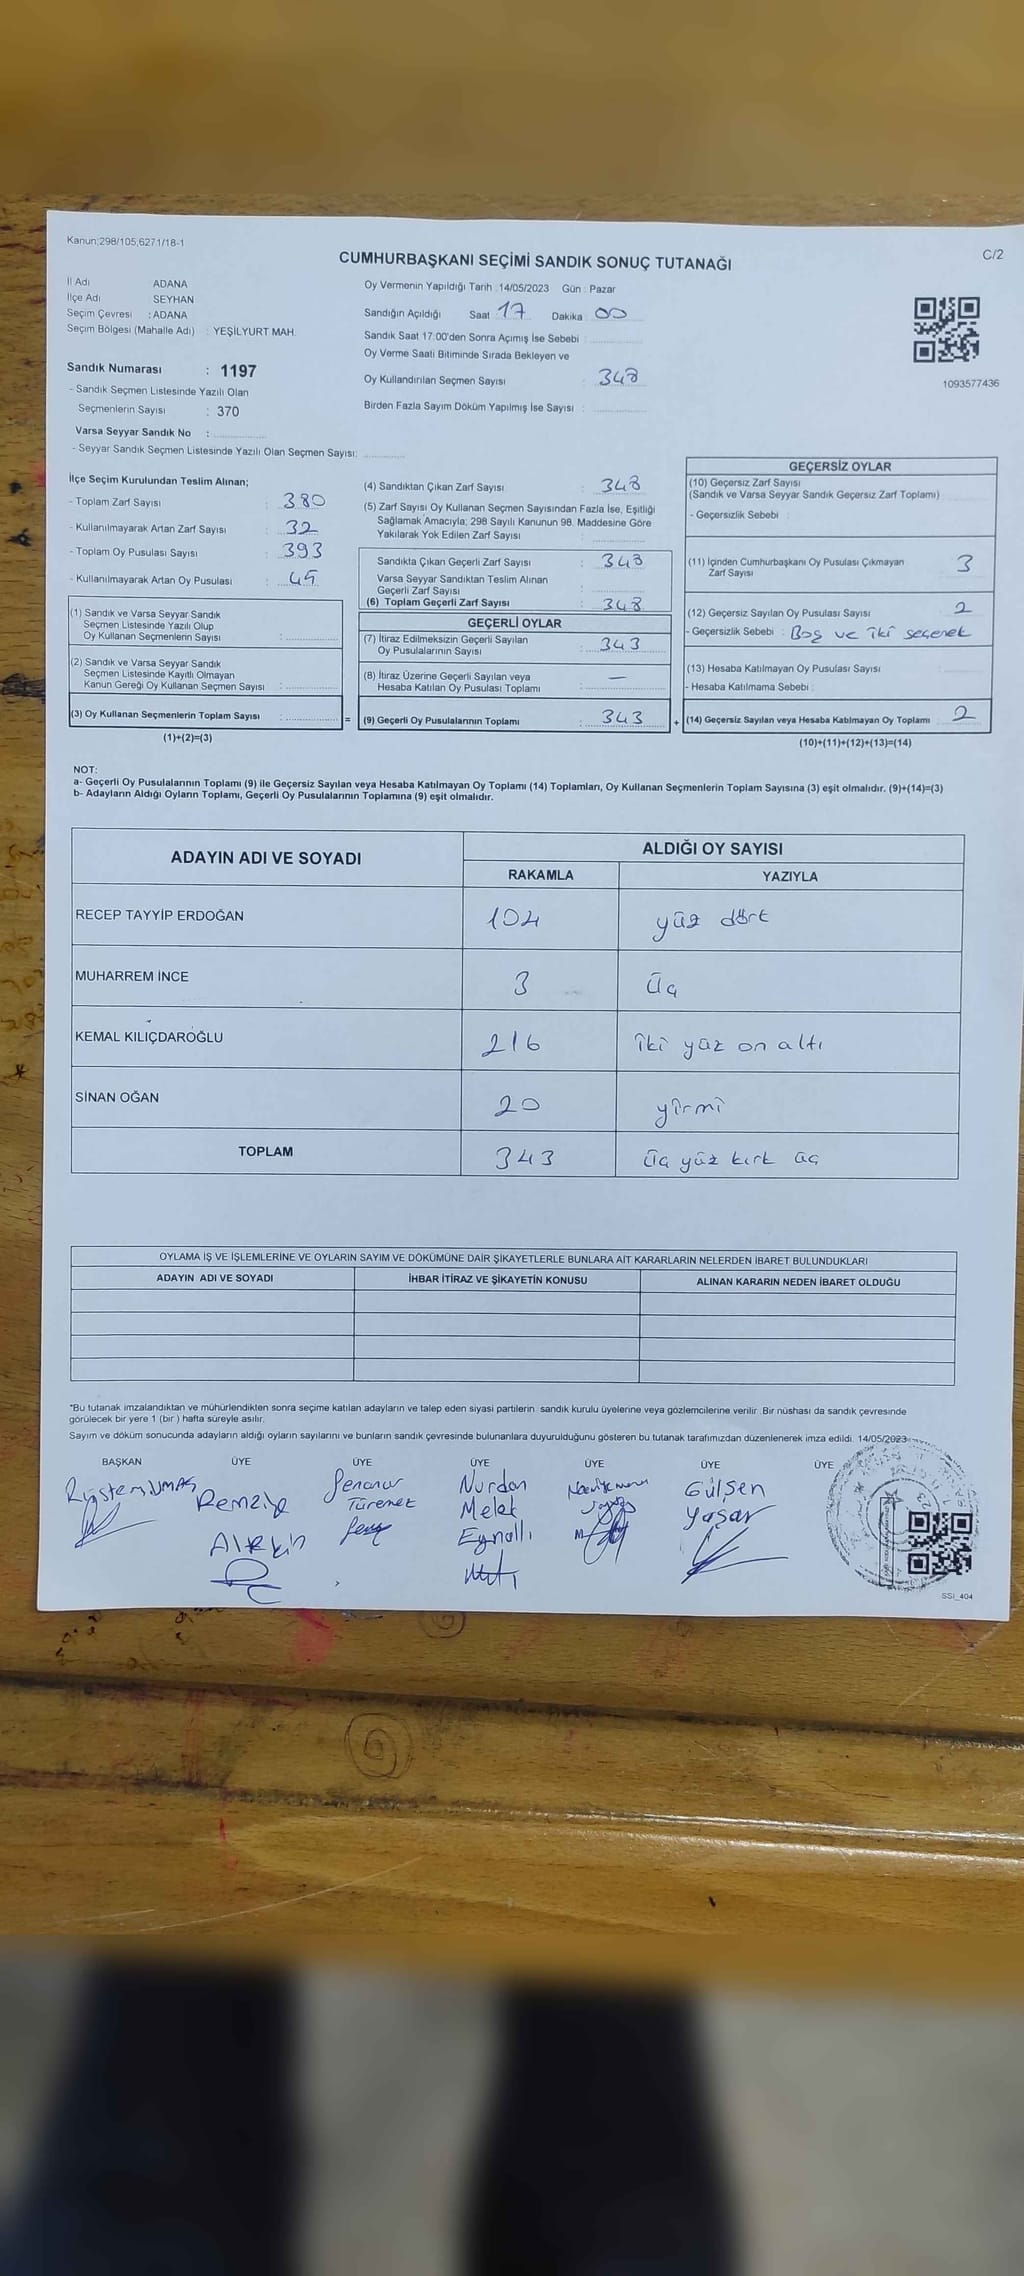 Kanun;298/105,6271/18-1
C/2
CUMHURBAŞKANI SEÇİMİ SANDIK SONUÇ TUTANAĞI
İl Adı ADANA
İlçe Adı SEYHAN
Seçim Çevresi : ADANA
Seçim Bölgesi (Mahalle Adı) : YEŞİLYURT MAH.
Sandık Numarası : 1197
- Sandık Seçmen Listesinde Yazılı Olan
Seçmenlerin Sayısı : 370
Varsa Seyyar Sandık No :
- Seyyar Sandık Seçmen Listesinde Yazılı Olan Seçmen Sayısı:
Oy Vermenin Yapıldığı Tarih : 14/05/2023 Gün : Pazar
Sandığın Açıldığı Saat : 17 Dakika : 00
Sandık Saat 17:00'den Sonra Açımış İse Sebebi :
Oy Verme Saati Bitiminde Sırada Bekleyen ve
Oy Kullandırılan Seçmen Sayısı : 348
Birden Fazla Sayım Döküm Yapılmış İse Sayısı :
1093577436
İlçe Seçim Kurulundan Teslim Alınan;
- Toplam Zarf Sayısı : 380
- Kullanılmayarak Artan Zarf Sayısı : 32
- Toplam Oy Pusulası Sayısı : 393
- Kullanılmayarak Artan Oy Pusulası : 45
(1) Sandık ve Varsa Seyyar Sandık
Seçmen Listesinde Yazılı Olup
Oy Kullanan Seçmenlerin Sayısı :
(2) Sandık ve Varsa Seyyar Sandık
Seçmen Listesinde Kayıtlı Olmayan
Kanun Gereği Oy Kullanan Seçmen Sayısı :
(3) Oy Kullanan Seçmenlerin Toplam Sayısı :
(1)+(2)=(3)
(4) Sandıktan Çıkan Zarf Sayısı : 348
(5) Zarf Sayısı Oy Kullanan Seçmen Sayısından Fazla İse, Eşitliği
Sağlamak Amacıyla; 298 Sayılı Kanunun 98. Maddesine Göre
Yakılarak Yok Edilen Zarf Sayısı :
Sandıkta Çıkan Geçerli Zarf Sayısı : 348
Varsa Seyyar Sandıktan Teslim Alınan
Geçerli Zarf Sayısı :
(6) Toplam Geçerli Zarf Sayısı : 348
GEÇERLİ OYLAR
(7) İtiraz Edilmeksizin Geçerli Sayılan
Oy Pusulalarının Sayısı : 343
(8) İtiraz Üzerine Geçerli Sayılan veya
Hesaba Katılan Oy Pusulası Toplamı : —
= (9) Geçerli Oy Pusulalarının Toplamı : 343
GEÇERSİZ OYLAR
(10) Geçersiz Zarf Sayısı
(Sandık ve Varsa Seyyar Sandık Geçersiz Zarf Toplamı)
- Geçersizlik Sebebi :
(11) İçinden Cumhurbaşkanı Oy Pusulası Çıkmayan
Zarf Sayısı 3
(12) Geçersiz Sayılan Oy Pusulası Sayısı 2
- Geçersizlik Sebebi : Boş ve iki seçenek
(13) Hesaba Katılmayan Oy Pusulası Sayısı
- Hesaba Katılmama Sebebi :
+ (14) Geçersiz Sayılan veya Hesaba Katılmayan Oy Toplamı 2
(10)+(11)+(12)+(13)=(14)
NOT:
a- Geçerli Oy Pusulalarının Toplamı (9) ile Geçersiz Sayılan veya Hesaba Katılmayan Oy Toplamı (14) Toplamları, Oy Kullanan Seçmenlerin Toplam Sayısına (3) eşit olmalıdır. (9)+(14)=(3)
b- Adayların Aldığı Oyların Toplamı, Geçerli Oy Pusulalarının Toplamına (9) eşit olmalıdır.
ADAYIN ADI VE SOYADI
ALDIĞI OY SAYISI
RAKAMLA YAZIYLA
RECEP TAYYİP ERDOĞAN 104 yüz dört
MUHARREM İNCE 3 üç
KEMAL KILIÇDAROĞLU 216 iki yüz on altı
SİNAN OĞAN 20 yirmi
TOPLAM 343 üç yüz kırk üç
OYLAMA İŞ VE İŞLEMLERİNE VE OYLARIN SAYIM VE DÖKÜMÜNE DAİR ŞİKAYETLERLE BUNLARA AİT KARARLARIN NELERDEN İBARET BULUNDUKLARI
ADAYIN ADI VE SOYADI İHBAR İTİRAZ VE ŞİKAYETİN KONUSU ALINAN KARARIN NEDEN İBARET OLDUĞU
*Bu tutanak imzalandıktan ve mühürlendikten sonra seçime katılan adayların ve talep eden siyasi partilerin sandık kurulu üyelerine veya gözlemcilerine verilir. Bir nüshası da sandık çevresinde
görülecek bir yere 1 (bir ) hafta süreyle asılır.
Sayım ve döküm sonucunda adayların aldığı oyların sayılarını ve bunların sandık çevresinde bulunanlara duyurulduğunu gösteren bu tutanak tarafımızdan düzenlenerek imza edildi. 14/05/2023
BAŞKAN ÜYE ÜYE ÜYE ÜYE ÜYE ÜYE
Remziye
Şenanur
Türemez
Nurdan
Melek
Eynallı
Gülşen
Yaşar
SSI_404